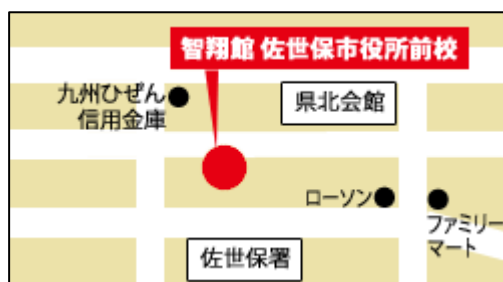 智翔館 佐世保市役所前校
九州ひぜん
信用金庫
県北会館
ローソン
ファミリー
マート
佐世保署